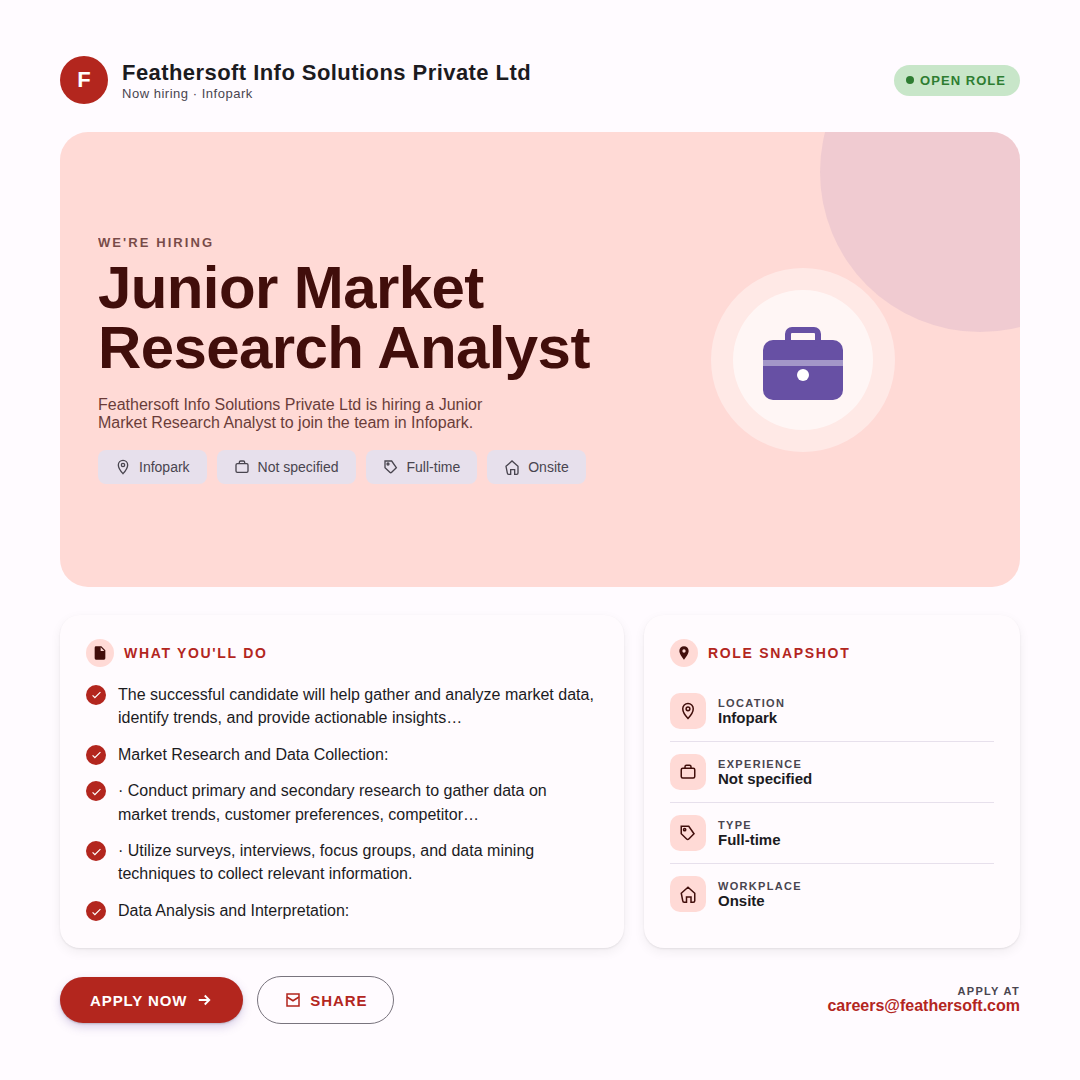 F
Feathersoft Info Solutions Private Ltd
Now hiring · Infopark
OPEN ROLE
WE'RE HIRING
Junior Market
Research Analyst
Feathersoft Info Solutions Private Ltd is hiring a Junior
Market Research Analyst to join the team in Infopark.
Infopark
Not specified
Full-time
Onsite
WHAT YOU'LL DO
The successful candidate will help gather and analyze market data,
identify trends, and provide actionable insights…
Market Research and Data Collection:
· Conduct primary and secondary research to gather data on
market trends, customer preferences, competitor…
· Utilize surveys, interviews, focus groups, and data mining
techniques to collect relevant information.
Data Analysis and Interpretation:
ROLE SNAPSHOT
LOCATION
Infopark
EXPERIENCE
Not specified
TYPE
Full-time
WORKPLACE
Onsite
APPLY NOW
SHARE
APPLY AT
careers@feathersoft.com